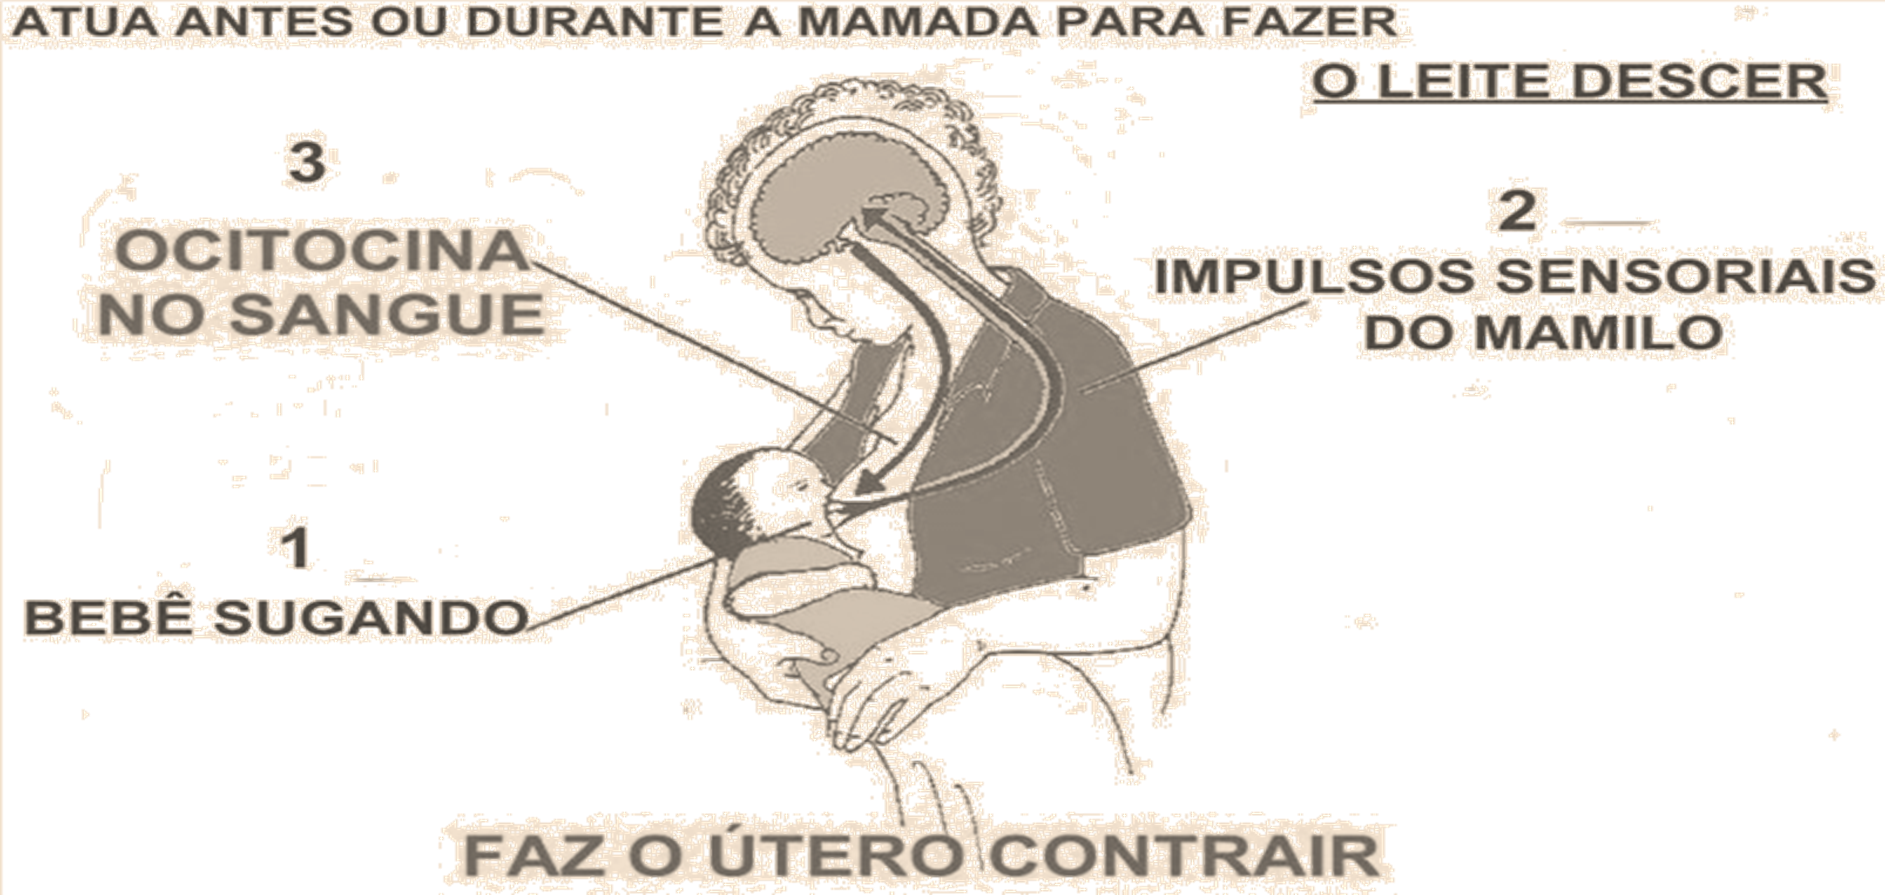 ATUA ANTES OU DURANTE A MAMADA PARA FAZER
O LEITE DESCER
3
OCITOCINA
NO SANGUE
2
IMPULSOS SENSORIAIS
DO MAMILO
1
BEBÊ SUGANDO
FAZ O ÚTERO CONTRAIR